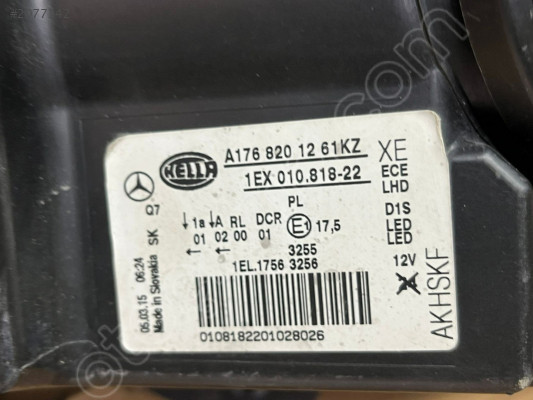 HELLA
A176 820 12 61KZ XE
1EX 010.818-22 ECE
LHD
PL
1a A RL DCR D1S
01 02 00 01 E1 17,5 LED
LED
3255
1EL.1756 3256 12V
AKHSKF
05.03.15 06:24
Made in Slovakia SK 07
0108182201028026